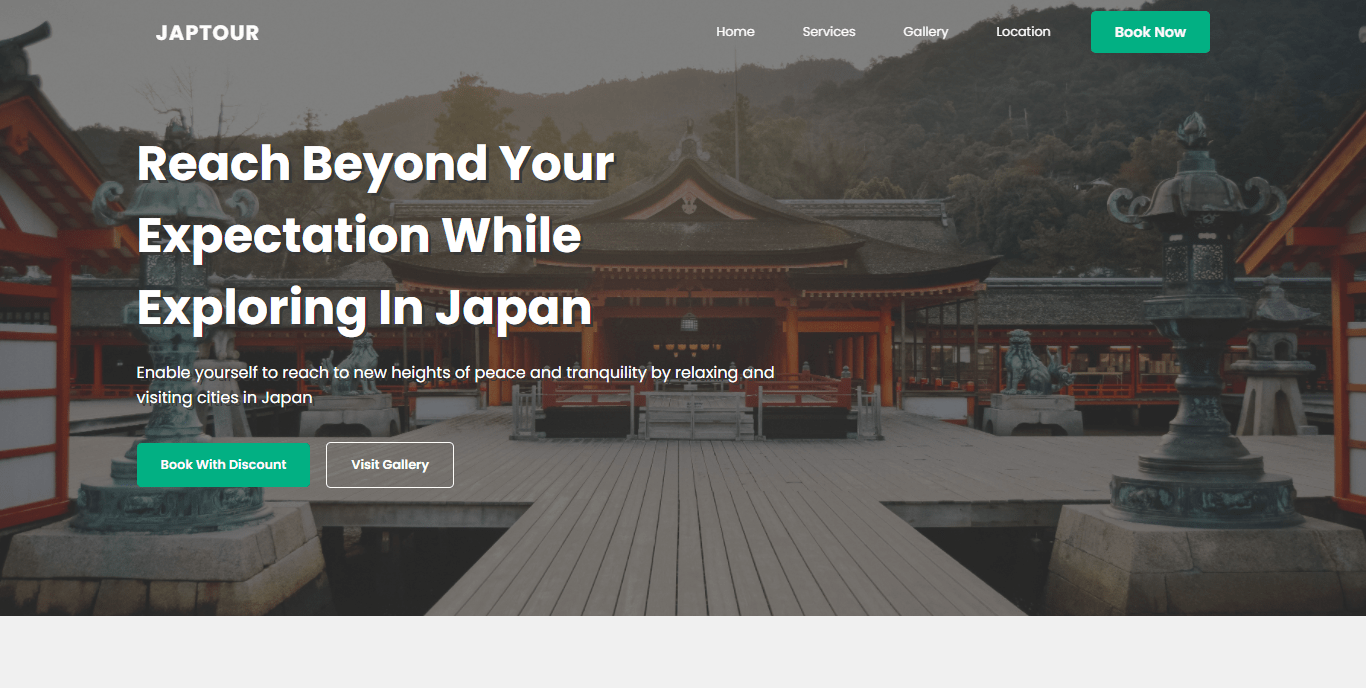 JAPTOUR
Home Services Gallery Location Book Now
Reach Beyond Your
Expectation While
Exploring In Japan
Enable yourself to reach to new heights of peace and tranquility by relaxing and
visiting cities in Japan
Book With Discount Visit Gallery